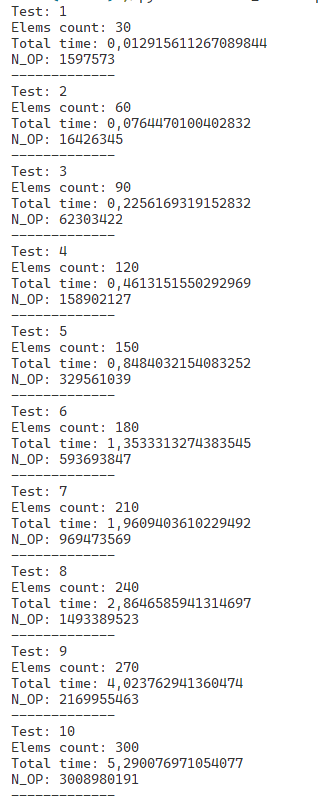 Test: 1
Elems count: 30
Total time: 0,012915611267089844
N_OP: 1597573
-------------
Test: 2
Elems count: 60
Total time: 0,0764470100402832
N_OP: 16426345
-------------
Test: 3
Elems count: 90
Total time: 0,2256169319152832
N_OP: 62303422
-------------
Test: 4
Elems count: 120
Total time: 0,4613151550292969
N_OP: 158902127
-------------
Test: 5
Elems count: 150
Total time: 0,8484032154083252
N_OP: 329561039
-------------
Test: 6
Elems count: 180
Total time: 1,3533313274383545
N_OP: 593693847
-------------
Test: 7
Elems count: 210
Total time: 1,9609403610229492
N_OP: 969473569
-------------
Test: 8
Elems count: 240
Total time: 2,8646585941314697
N_OP: 1493389523
-------------
Test: 9
Elems count: 270
Total time: 4,023762941360474
N_OP: 2169955463
-------------
Test: 10
Elems count: 300
Total time: 5,290076971054077
N_OP: 3008980191
-------------